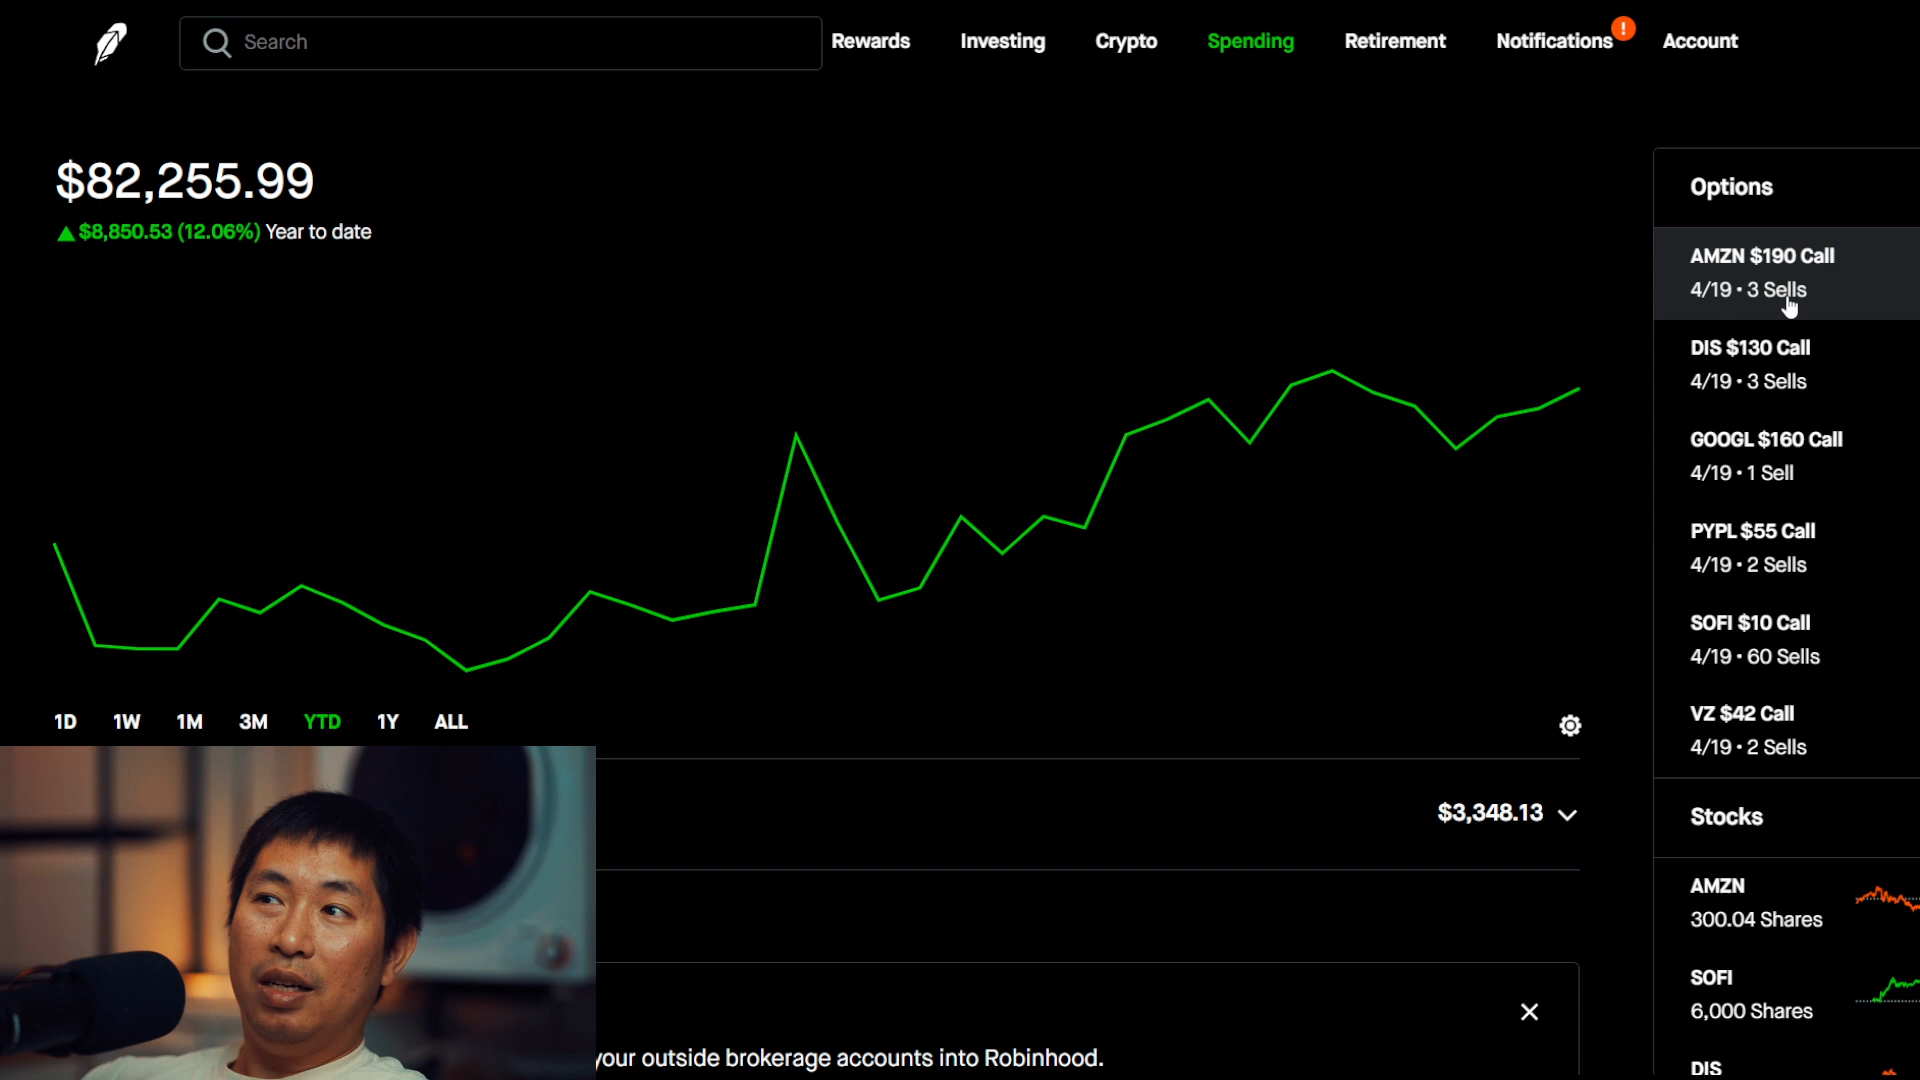 Search
Rewards
Investing
Crypto
Spending
Retirement
Notifications
!
Account
$82,255.99
$8,850.53 (12.06%) Year to date
1D
1W
1M
3M
YTD
1Y
ALL
$3,348.13
your outside brokerage accounts into Robinhood.
Options
AMZN $190 Call
4/19 • 3 Sells
DIS $130 Call
4/19 • 3 Sells
GOOGL $160 Call
4/19 • 1 Sell
PYPL $55 Call
4/19 • 2 Sells
SOFI $10 Call
4/19 • 60 Sells
VZ $42 Call
4/19 • 2 Sells
Stocks
AMZN
300.04 Shares
SOFI
6,000 Shares
DIS